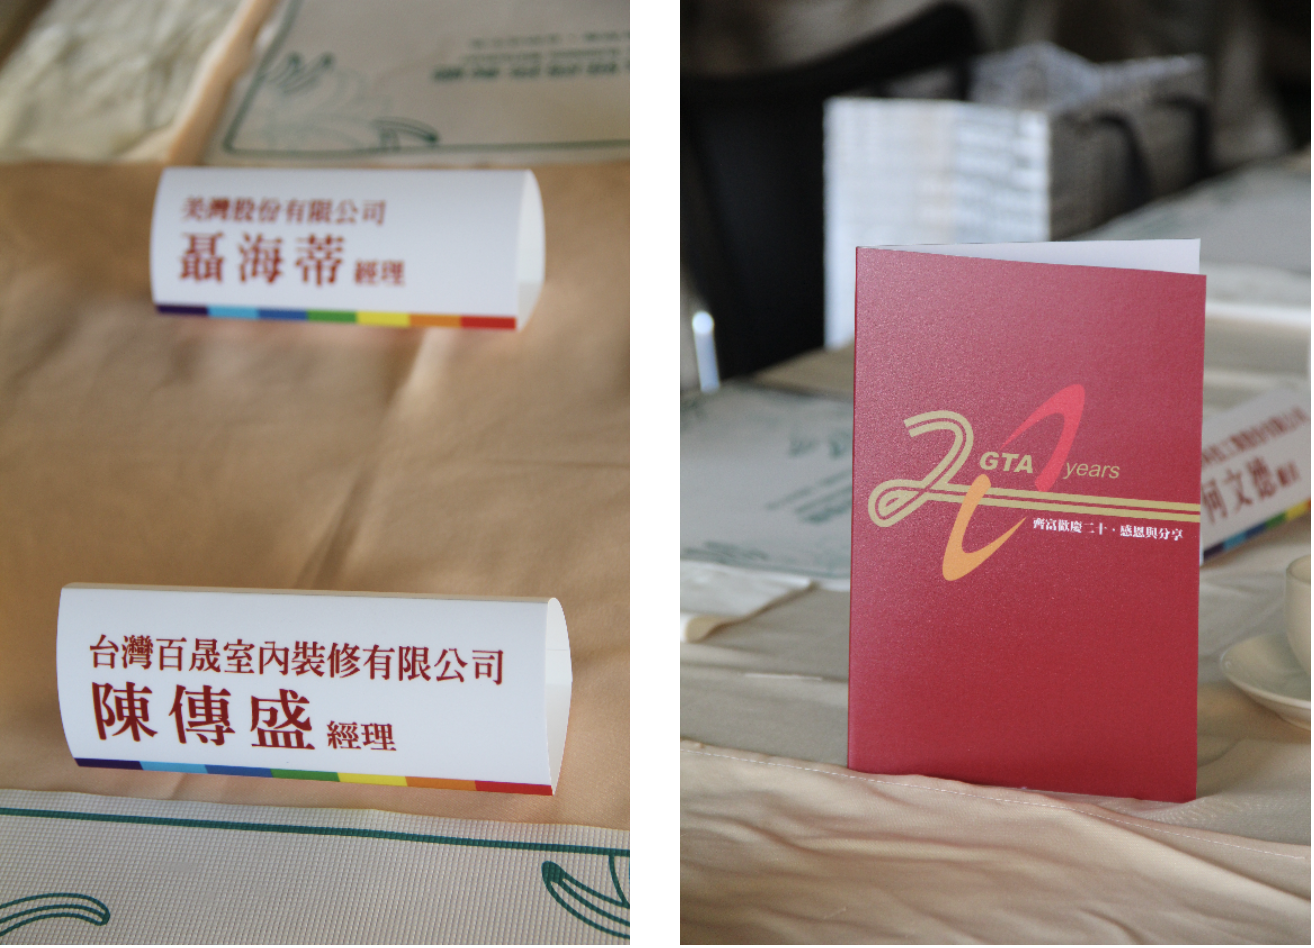 美灣股份有限公司
聶海蒂 經理
台灣百晟室內裝修有限公司
陳傳盛 經理
GTA years
齊富歡慶二十・感恩與分享
何文德